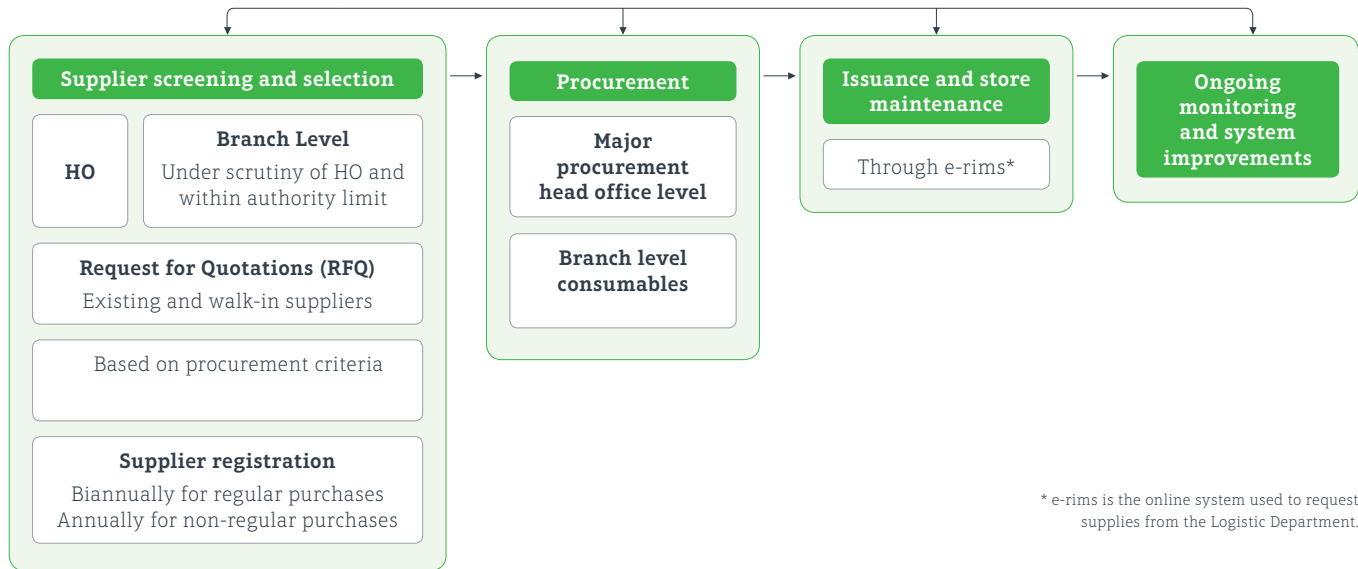 Supplier screening and selection
HO
Branch Level
Under scrutiny of HO and
within authority limit
Request for Quotations (RFQ)
Existing and walk-in suppliers
Based on procurement criteria
Supplier registration
Biannually for regular purchases
Annually for non-regular purchases
Procurement
Major
procurement
head office level
Branch level
consumables
Issuance and store
maintenance
Through e-rims*
Ongoing
monitoring
and system
improvements
* e-rims is the online system used to request
supplies from the Logistic Department.